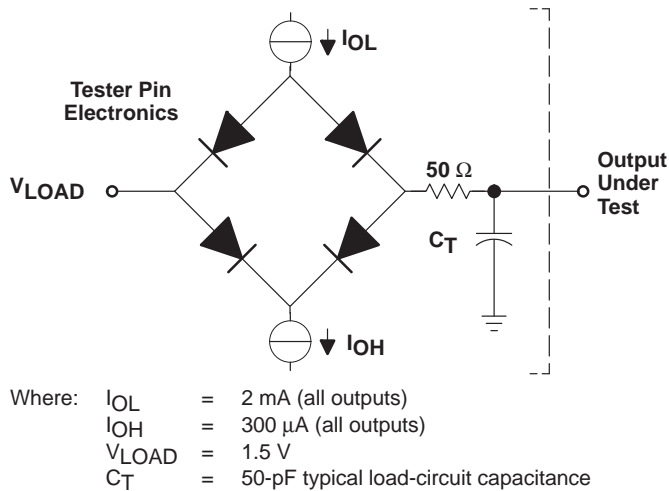 IOL
Tester Pin
Electronics
VLOAD
50 Ω
Output
Under
Test
CT
IOH
Where: IOL = 2 mA (all outputs)
IOH = 300 μA (all outputs)
VLOAD = 1.5 V
CT = 50-pF typical load-circuit capacitance